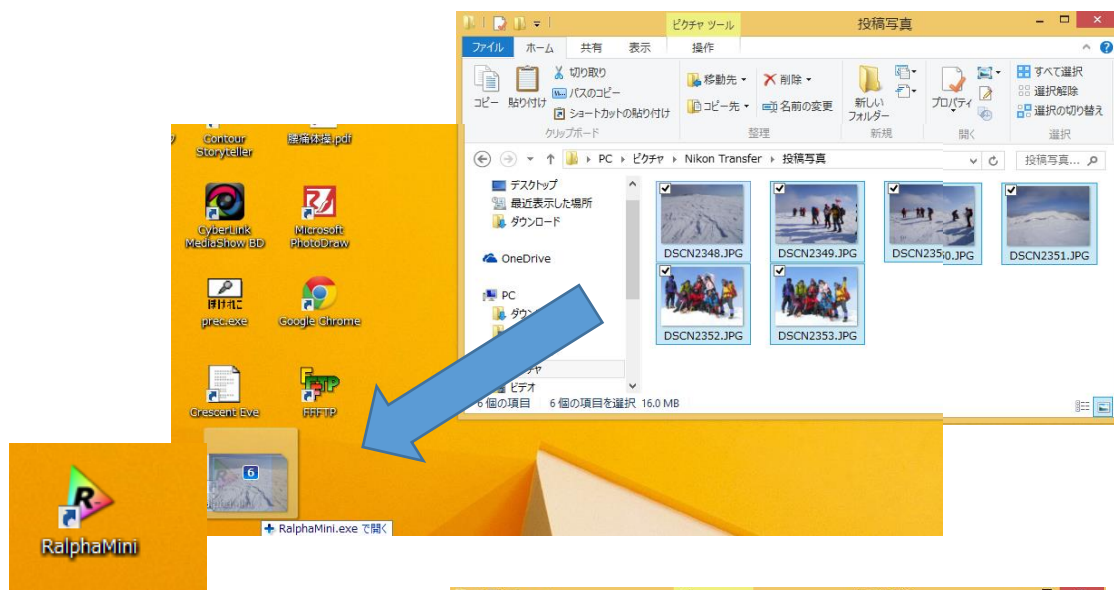 ピクチャ ツール
投稿写真
ファイル ホーム 共有 表示 操作
コピー
貼り付け
切り取り
パスのコピー
ショートカットの貼り付け
クリップボード
移動先
コピー先
削除
名前の変更
整理
新しい
フォルダー
新規
プロパティ
開く
すべて選択
選択解除
選択の切り替え
選択
PC ピクチャ Nikon Transfer 投稿写真
投稿写真...
デスクトップ
最近表示した場所
ダウンロード
OneDrive
PC
ビデオ
DSCN2348.JPG
DSCN2349.JPG
DSCN235
0.JPG
DSCN2351.JPG
DSCN2352.JPG
DSCN2353.JPG
6 個の項目 6 個の項目を選択 16.0 MB
Contour
Storyteller
腰痛体操.pdf
CyberLink
MediaShow BD
Microsoft
PhotoDraw
prec.exe
Google Chrome
Crescent Eve
FFFTP
6
RalphaMini.exe で開く
R
RalphaMini